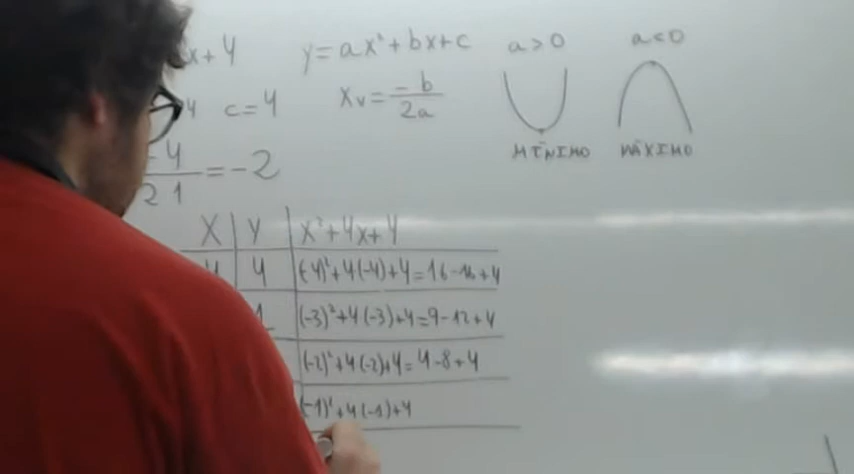 x+4 y=ax²+bx+c a>0 a<0
4 c=4 Xv=-b/2a
MÍNIMO MÁXIMO
-4/2·1=-2
X Y X²+4x+4
4 4 (-4)²+4(-4)+4=16-16+4
1 (-3)²+4(-3)+4=9-12+4
(-2)²+4(-2)+4=4-8+4
(-1)²+4(-1)+4